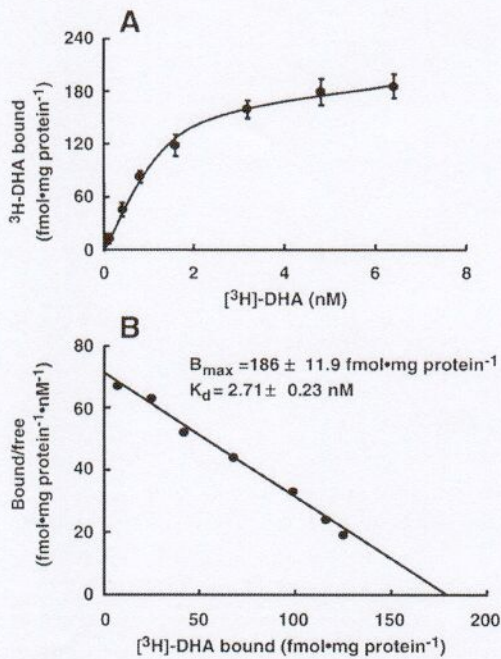 A
240
180
120
60
0
³H-DHA bound
(fmol•mg protein⁻¹)
0 2 4 6 8
[³H]-DHA (nM)
B
80
60
40
20
0
Bound/free
(fmol•mg protein⁻¹•nM⁻¹)
Bmax =186 ± 11.9 fmol•mg protein⁻¹
Kd = 2.71 ± 0.23 nM
0 50 100 150 200
[³H]-DHA bound (fmol•mg protein⁻¹)